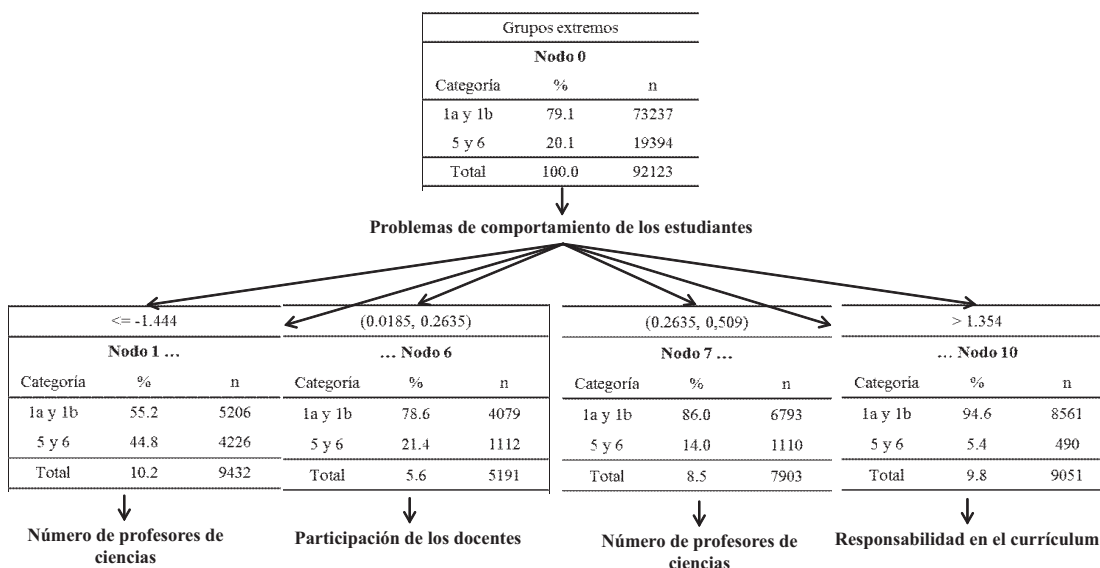 Grupos extremos
Nodo 0
Categoría % n
1a y 1b 79.1 73237
5 y 6 20.1 19394
Total 100.0 92123
Problemas de comportamiento de los estudiantes
<= -1.444
Nodo 1 ...
Categoría % n
1a y 1b 55.2 5206
5 y 6 44.8 4226
Total 10.2 9432
Número de profesores de
ciencias
(0.0185, 0.2635)
... Nodo 6
Categoría % n
1a y 1b 78.6 4079
5 y 6 21.4 1112
Total 5.6 5191
Participación de los docentes
(0.2635, 0,509)
Nodo 7 ...
Categoría % n
1a y 1b 86.0 6793
5 y 6 14.0 1110
Total 8.5 7903
Número de profesores de
ciencias
> 1.354
... Nodo 10
Categoría % n
1a y 1b 94.6 8561
5 y 6 5.4 490
Total 9.8 9051
Responsabilidad en el currículum